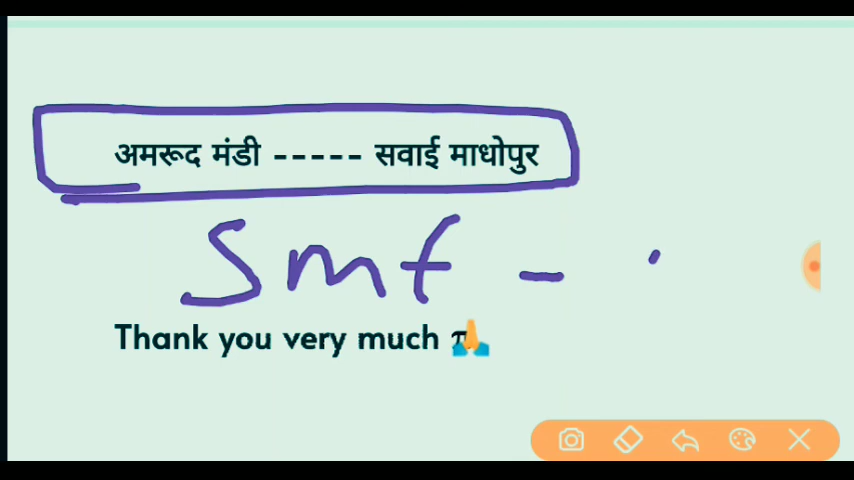 अमरूद मंडी ----- सवाई माधोपुर
Smf - .
Thank you very much π🙏